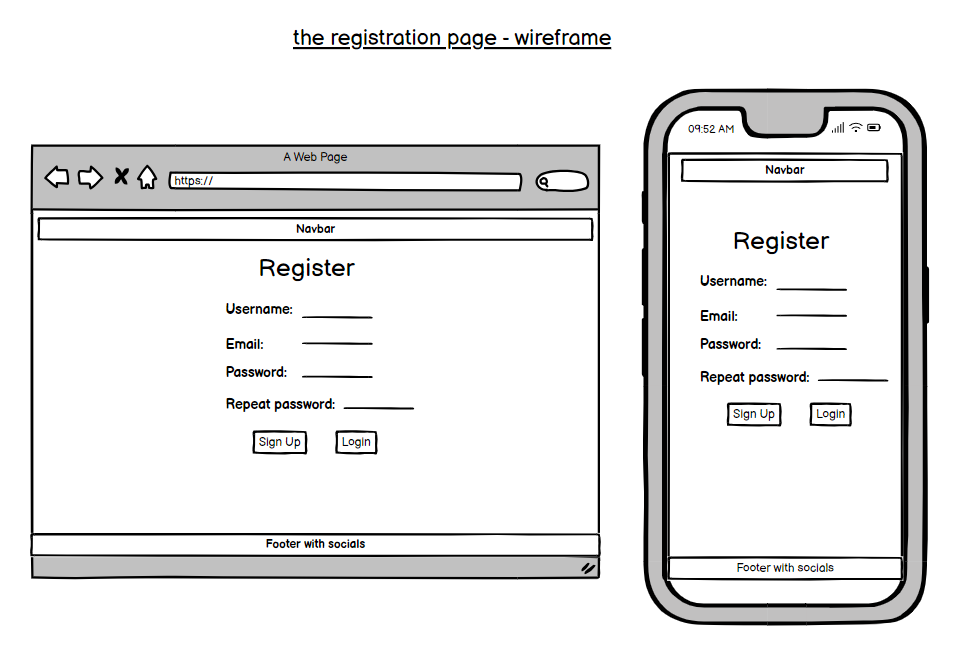 the registration page - wireframe
A Web Page
https://
Navbar
Register
Username:
Email:
Password:
Repeat password:
Sign Up Login
Footer with socials
09:52 AM
Navbar
Register
Username:
Email:
Password:
Repeat password:
Sign Up Login
Footer with socials